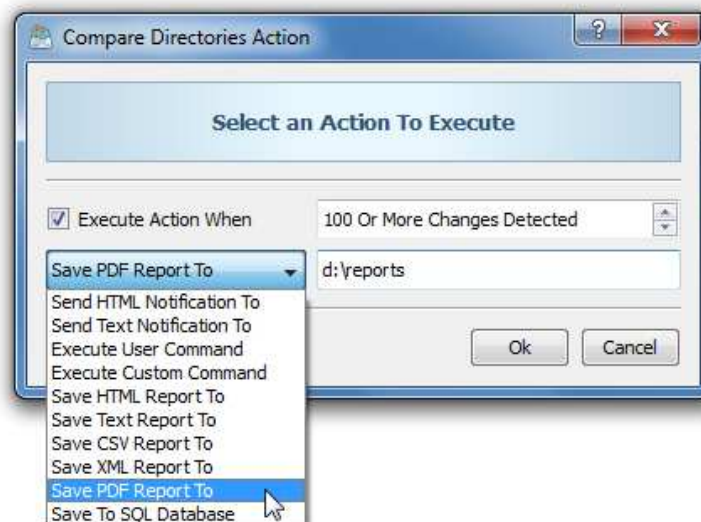 Compare Directories Action
Select an Action To Execute
Execute Action When
100 Or More Changes Detected
Save PDF Report To
d:\reports
Send HTML Notification To
Send Text Notification To
Execute User Command
Execute Custom Command
Save HTML Report To
Save Text Report To
Save CSV Report To
Save XML Report To
Save PDF Report To
Save To SQL Database
Ok
Cancel